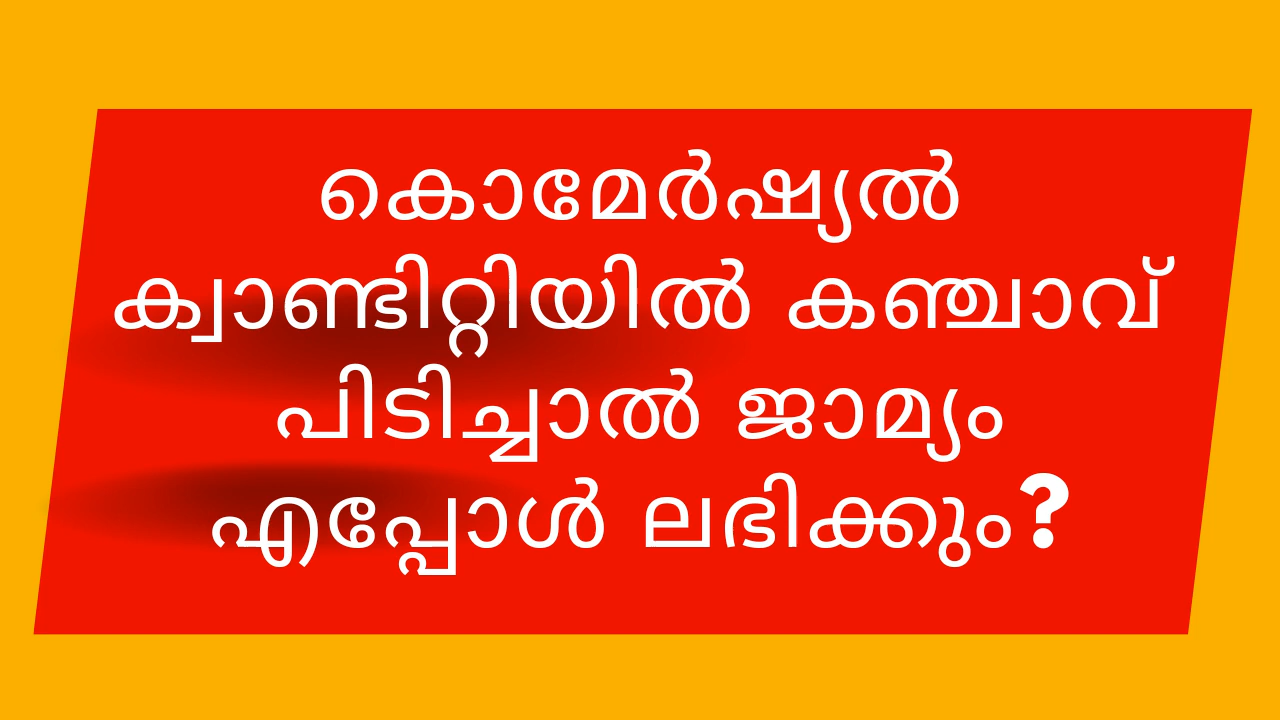 കൊമേർഷ്യൽ
ക്വാണ്ടിറ്റിയിൽ കഞ്ചാവ്
പിടിച്ചാൽ ജാമ്യം
എപ്പോൾ ലഭിക്കും?